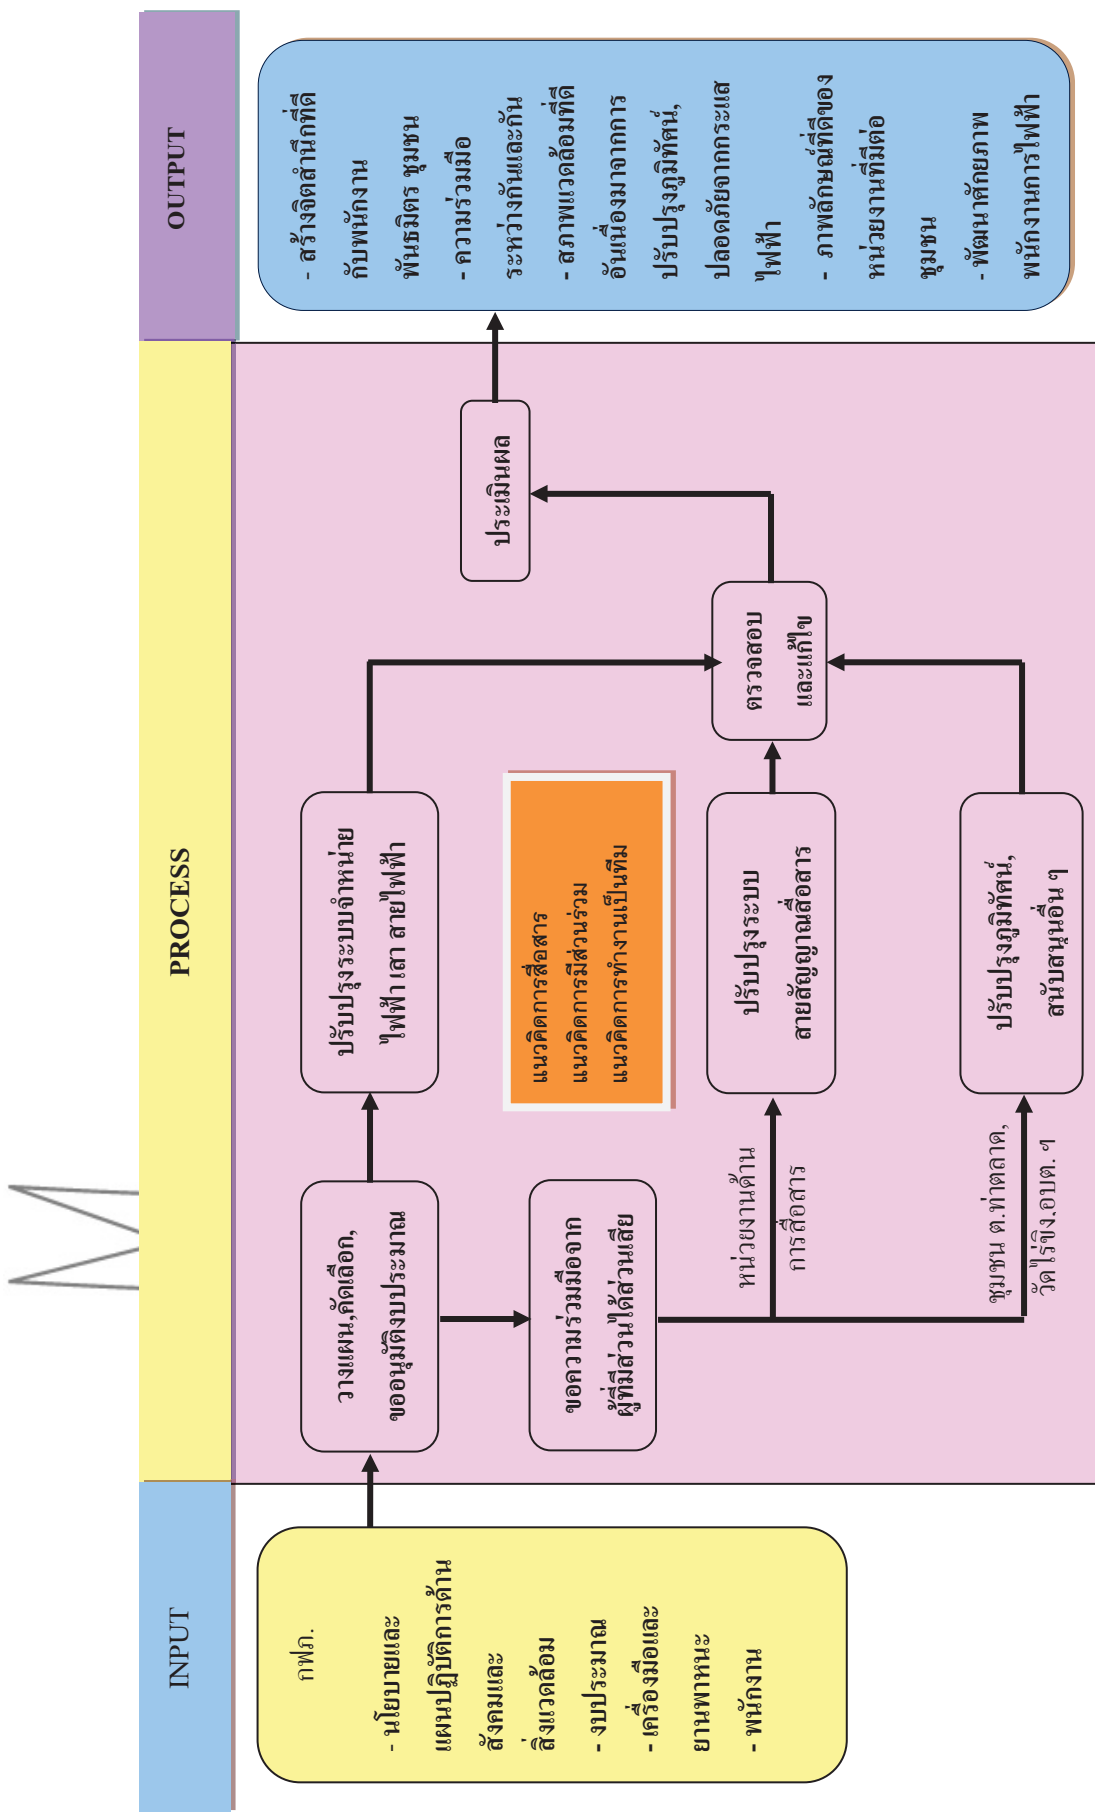 INPUT
PROCESS
OUTPUT
กฟภ.
- นโยบายและ
แผนปฏิบัติการด้าน
สังคมและ
สิ่งแวดล้อม
- งบประมาณ
- เครื่องมือและ
ยานพาหนะ
- พนักงาน
วางแผน,คัดเลือก,
ขออนุมัติงบประมาณ
ขอความร่วมมือจาก
ผู้ที่มีส่วนได้ส่วนเสีย
หน่วยงานด้าน
การสื่อสาร
ชุมชน ต.ท่าตลาด,
วัดไร่ขิง.อบต. ฯ
ปรับปรุงระบบจำหน่าย
ไฟฟ้า เสา สายไฟฟ้า
แนวคิดการสื่อสาร
แนวคิดการมีส่วนร่วม
แนวคิดการทำงานเป็นทีม
ปรับปรุงระบบ
สายสัญญาณสื่อสาร
ปรับปรุงภูมิทัศน์,
สนับสนุนอื่น ๆ
ตรวจสอบ
และแก้ไข
ประเมินผล
- สร้างจิตสำนึกที่ดี
กับพนักงาน
พันธมิตร ชุมชน
- ความร่วมมือ
ระหว่างกันและกัน
- สภาพแวดล้อมที่ดี
อันเนื่องมาจากการ
ปรับปรุงภูมิทัศน์,
ปลอดภัยจากกระแส
ไฟฟ้า
- ภาพลักษณ์ที่ดีของ
หน่วยงานที่มีต่อ
ชุมชน
- พัฒนาศักยภาพ
พนักงานการไฟฟ้า